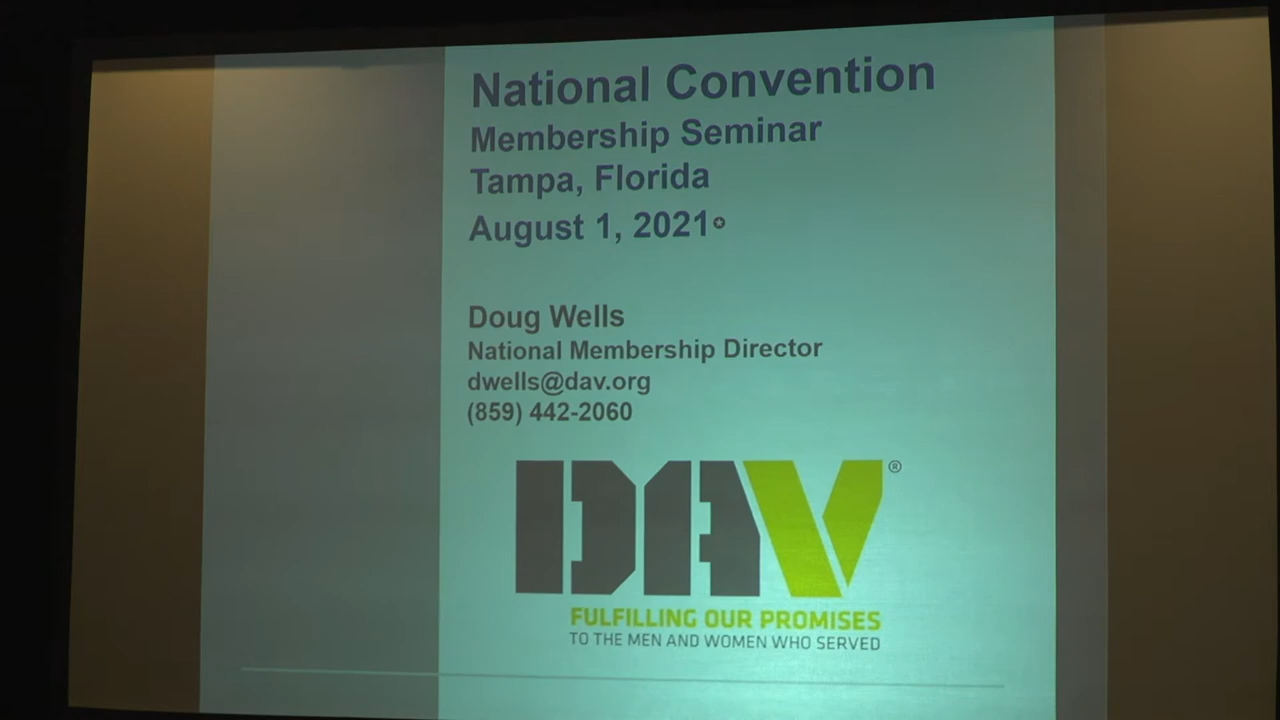 National Convention
Membership Seminar
Tampa, Florida
August 1, 2021
Doug Wells
National Membership Director
dwells@dav.org
(859) 442-2060
DAV®
FULFILLING OUR PROMISES
TO THE MEN AND WOMEN WHO SERVED